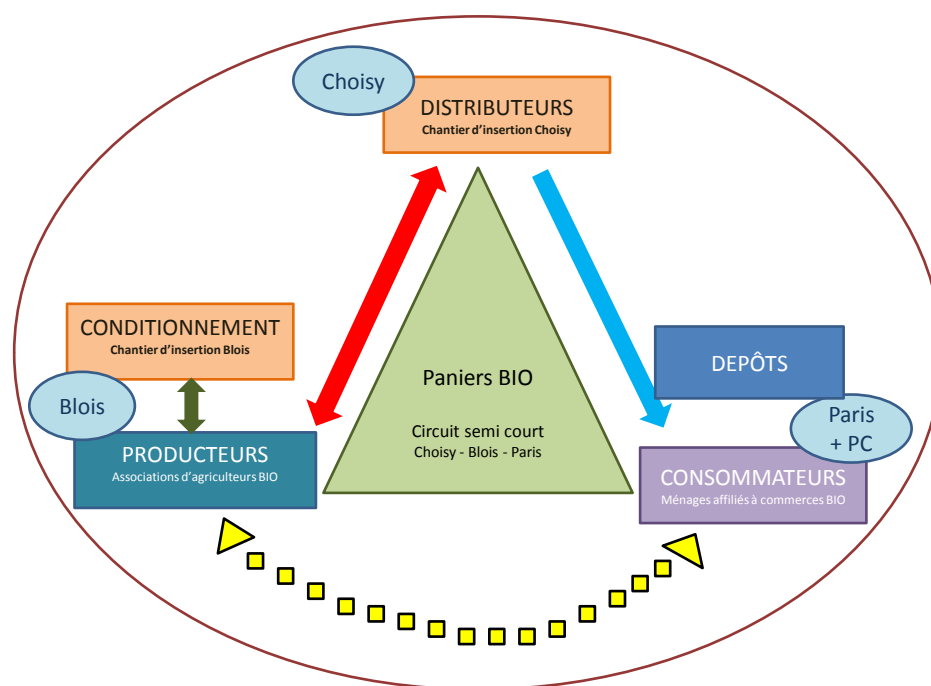 Choisy
DISTRIBUTEURS
Chantier d'insertion Choisy
CONDITIONNEMENT
Chantier d'insertion Blois
Blois
PRODUCTEURS
Associations d'agriculteurs BIO
Paniers BIO
Circuit semi court
Choisy - Blois - Paris
DEPÔTS
Paris
+ PC
CONSOMMATEURS
Ménages affiliés à commerces BIO